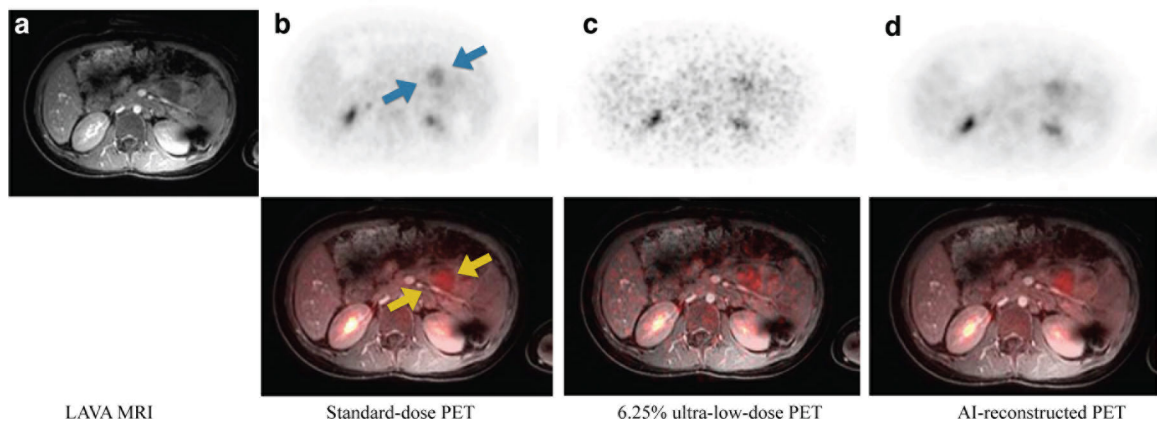 a
b
c
d
LAVA MRI
Standard-dose PET
6.25% ultra-low-dose PET
AI-reconstructed PET